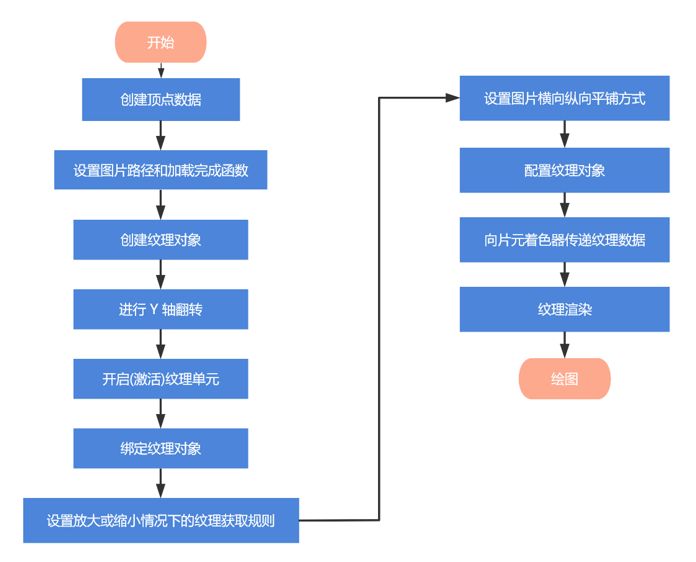 开始
创建顶点数据
设置图片路径和加载完成函数
创建纹理对象
进行 Y 轴翻转
开启(激活)纹理单元
绑定纹理对象
设置放大或缩小情况下的纹理获取规则
设置图片横向纵向平铺方式
配置纹理对象
向片元着色器传递纹理数据
纹理渲染
绘图